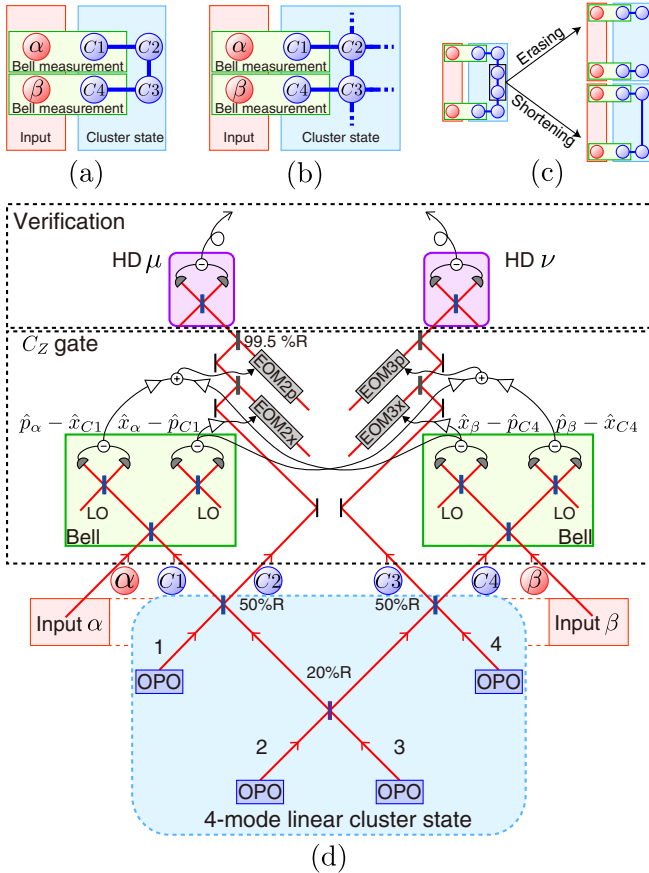 α C1 C2
Bell measurement
β C4 C3
Bell measurement
Input Cluster state
(a)
α C1 C2
Bell measurement
β C4 C3
Bell measurement
Input Cluster state
(b)
Erasing
Shortening
(c)
Verification
HD μ HD ν
C_Z gate
99.5 %R
EOM2p EOM3p
EOM2x EOM3x
p̂_α − x̂_C1 x̂_α − p̂_C1 x̂_β − p̂_C4 p̂_β − x̂_C4
LO LO LO LO
Bell Bell
α C1 C2 C3 C4 β
Input α 50%R 50%R Input β
1 4
OPO 20%R OPO
2 3
OPO OPO
4-mode linear cluster state
(d)